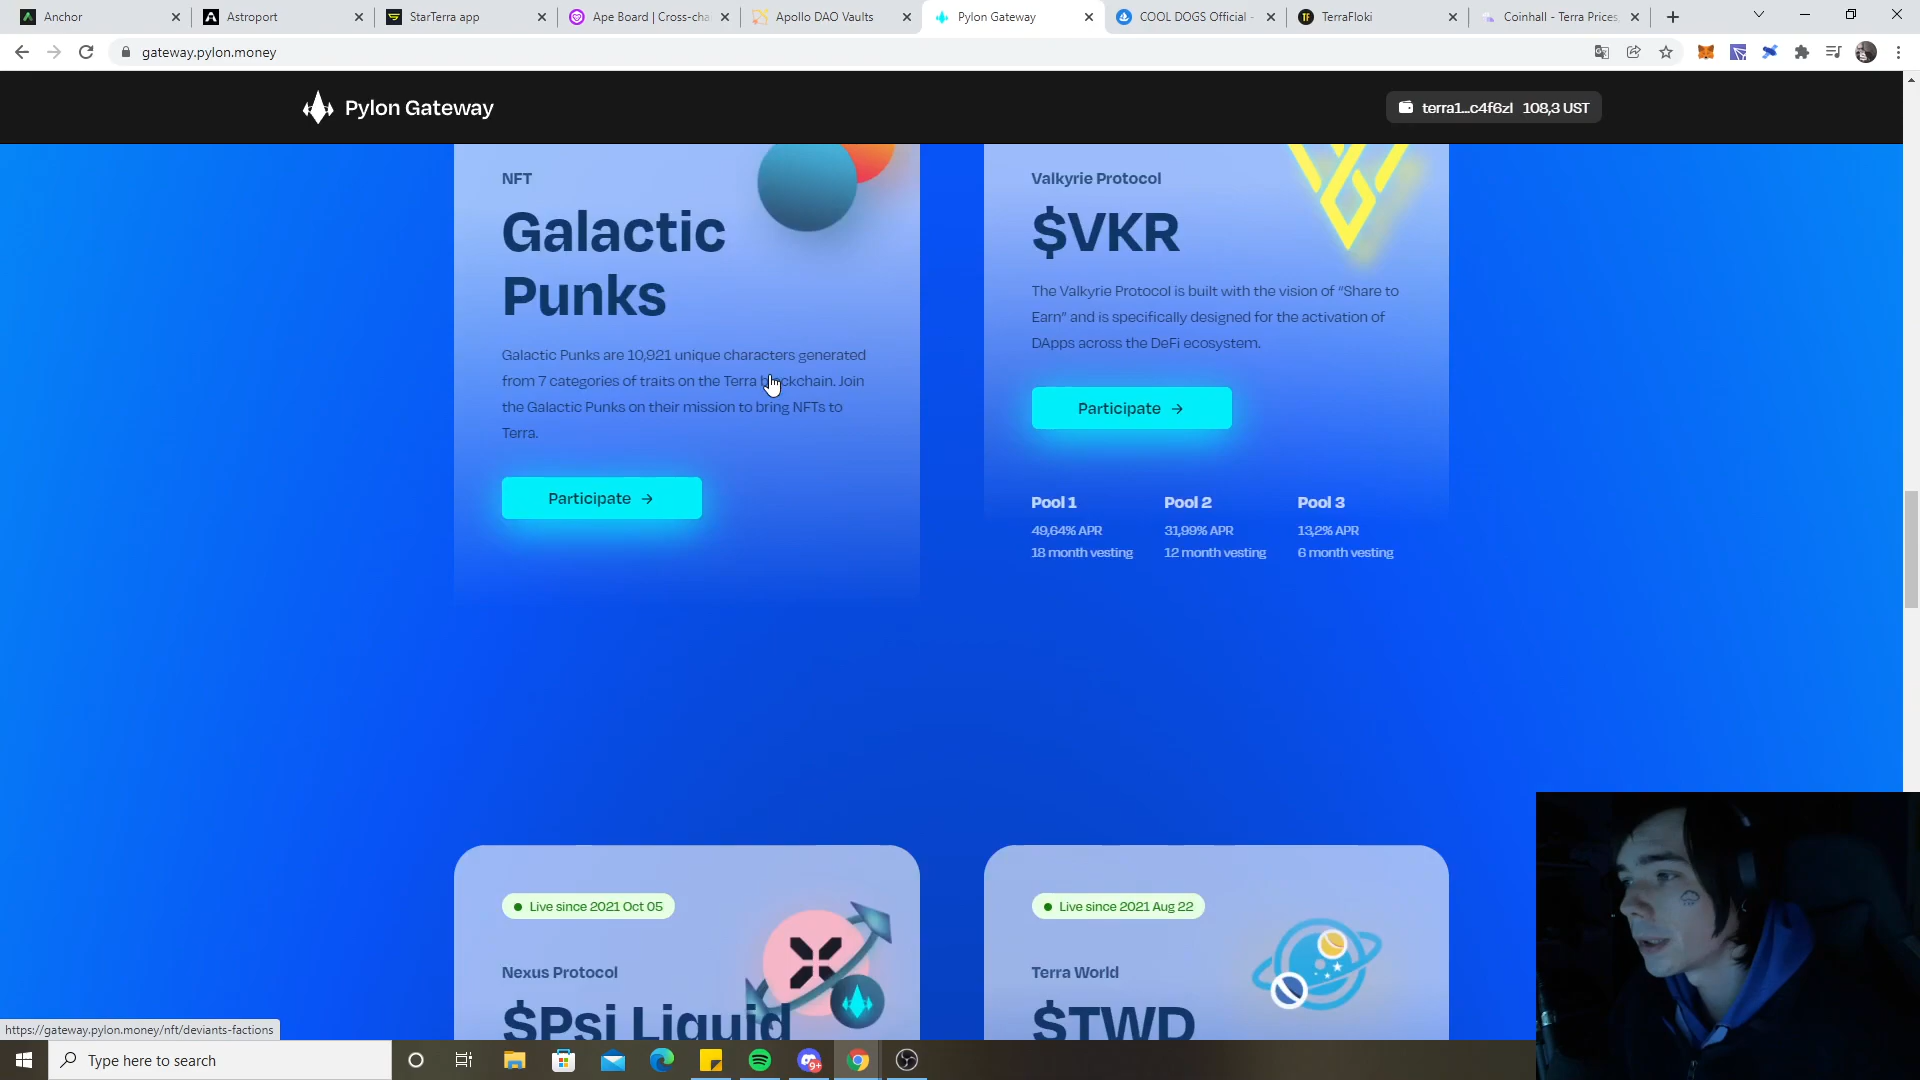 Anchor
Astroport
StarTerra app
Ape Board | Cross-cha
Apollo DAO Vaults
Pylon Gateway
COOL DOGS Official -
TerraFloki
Coinhall - Terra Prices,
gateway.pylon.money
Pylon Gateway
terra1...c4f6zl 108,3 UST
NFT
Galactic
Punks
Galactic Punks are 10,921 unique characters generated
from 7 categories of traits on the Terra blockchain. Join
the Galactic Punks on their mission to bring NFTs to
Terra.
Participate →
Valkyrie Protocol
$VKR
The Valkyrie Protocol is built with the vision of “Share to
Earn” and is specifically designed for the activation of
DApps across the DeFi ecosystem.
Participate →
Pool 1
49,64% APR
18 month vesting
Pool 2
31,99% APR
12 month vesting
Pool 3
13,2% APR
6 month vesting
Live since 2021 Oct 05
Nexus Protocol
$Psi Liquid
Live since 2021 Aug 22
Terra World
$TWD
https://gateway.pylon.money/nft/deviants-factions
Type here to search
9+